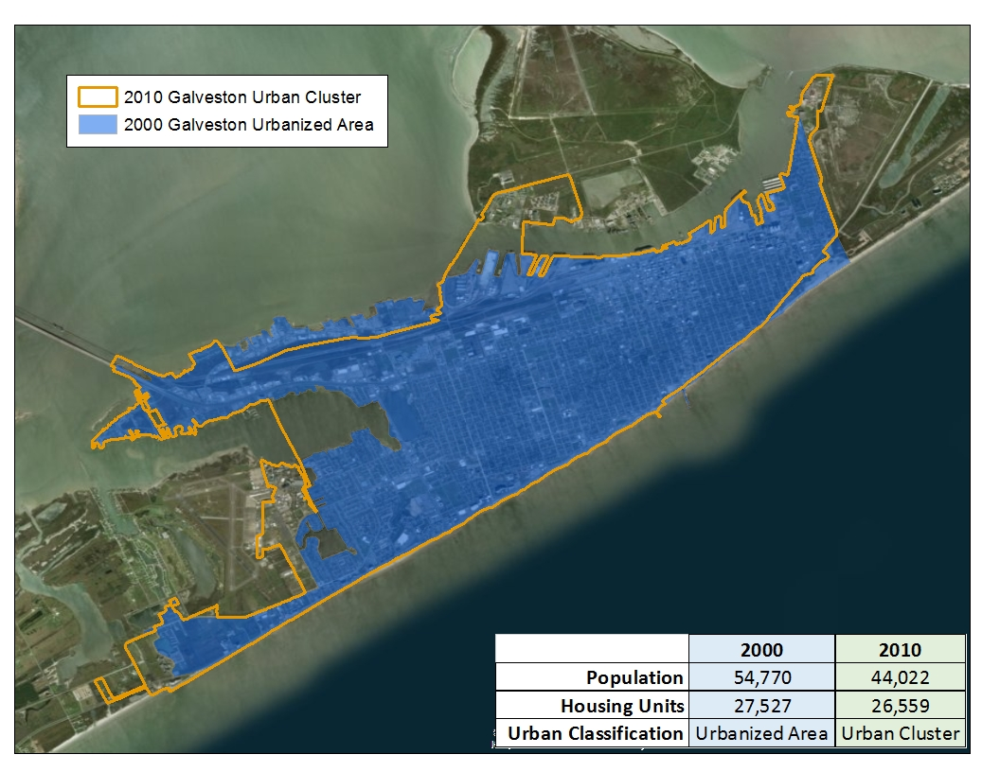 2010 Galveston Urban Cluster
2000 Galveston Urbanized Area
2000 2010
Population 54,770 44,022
Housing Units 27,527 26,559
Urban Classification Urbanized Area Urban Cluster